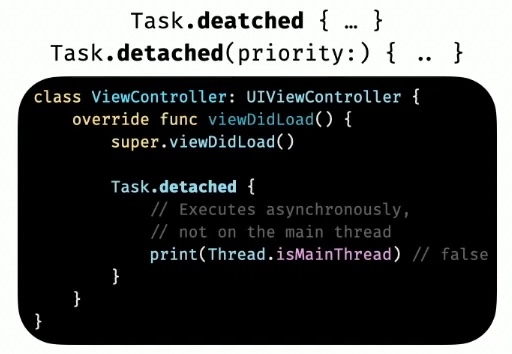 Task.deatched { … }
Task.detached(priority:) { .. }
class ViewController: UIViewController {
    override func viewDidLoad() {
        super.viewDidLoad()

        Task.detached {
            // Executes asynchronously,
            // not on the main thread
            print(Thread.isMainThread) // false
        }
    }
}